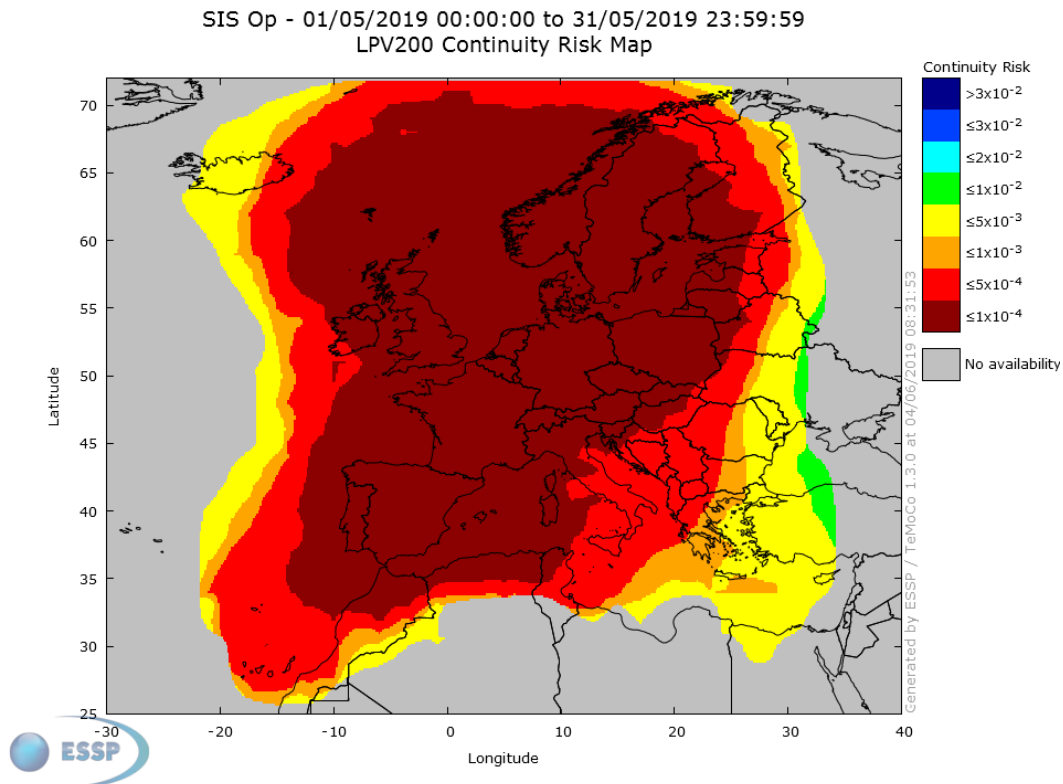 SIS Op - 01/05/2019 00:00:00 to 31/05/2019 23:59:59
LPV200 Continuity Risk Map
Continuity Risk
>3x10⁻²
≤3x10⁻²
≤2x10⁻²
≤1x10⁻²
≤5x10⁻³
≤1x10⁻³
≤5x10⁻⁴
≤1x10⁻⁴
No availability
Latitude
70
65
60
55
50
45
40
35
30
25
-30
-20
-10
0
10
20
30
40
Longitude
Generated by ESSP / TeMoCo 1.3.0 at 04/06/2019 08:31:53
ESSP